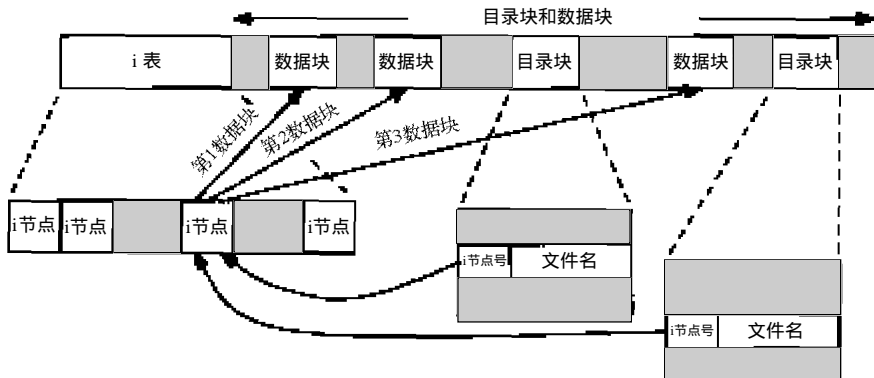 目录块和数据块
i 表
数据块
数据块
目录块
数据块
目录块
第1数据块
第2数据块
第3数据块
i节点
i节点
i节点
i节点
i节点号
文件名
i节点号
文件名